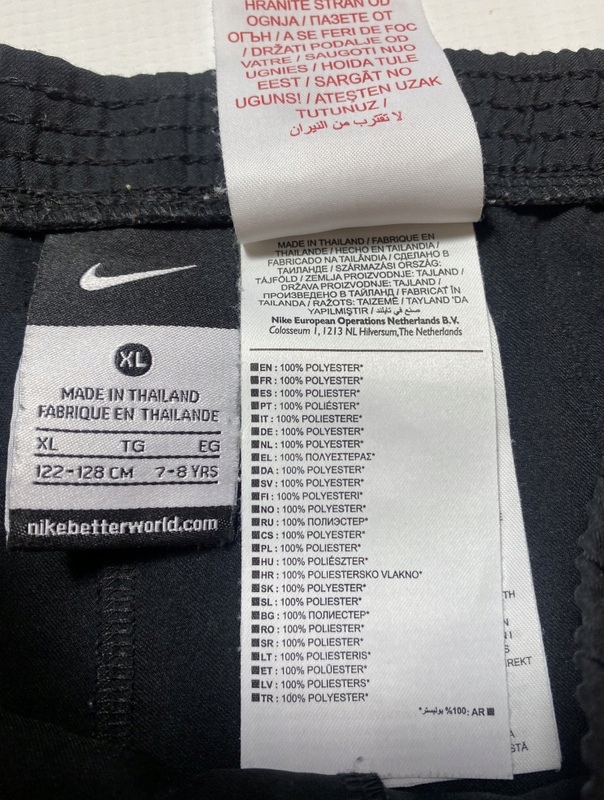 HRANITE STRAN OD
OGNJA / ПАЗЕТЕ ОТ
ОГЪН / A SE FERI DE FOC
/ DRŽATI PODALJE OD
VATRE / SAUGOTI NUO
UGNIES / HOIDA TULE
EEST / SARGĀT NO
UGUNS! / ATEŞTEN UZAK
TUTUNUZ /
لا تقترب من النيران
XL
MADE IN THAILAND
FABRIQUE EN THAILANDE
XL TG EG
122-128 CM 7-8 YRS
nikebetterworld.com
MADE IN THAILAND / FABRIQUE EN
THAILANDE / HECHO EN TAILANDIA /
FABRICADO NA TAILÂNDIA / СДЕЛАНО В
ТАИЛАНДЕ / SZÁRMAZÁSI ORSZÁG:
TÁJFÖLD / ZEMLJA PROIZVODNJE: TAJLAND /
DRŽAVA PROIZVODNJE: TAJLAND /
ПРОИЗВЕДЕНО В ТАЙЛАНД / FABRICAT ÎN
TAILANDA / RAŽOTS: TAIZEME / TAYLAND 'DA
YAPILMIŞTIR / صنع في تايلند
Nike European Operations Netherlands B.V.
Colosseum 1, 1213 NL Hilversum, The Netherlands
EN : 100% POLYESTER*
FR : 100% POLYESTER*
ES : 100% POLIESTER*
PT : 100% POLIÉSTER*
IT : 100% POLIESTERE*
DE : 100% POLYESTER*
NL : 100% POLYESTER*
EL : 100% ΠΟΛΥΕΣΤΕΡΑΣ*
DA : 100% POLYESTER*
SV : 100% POLYESTER*
FI : 100% POLYESTERI*
NO : 100% POLYESTER*
RU : 100% ПОЛИЭСТЕР*
CS : 100% POLYESTER*
PL : 100% POLIESTER*
HU : 100% POLIÉSZTER*
HR : 100% POLIESTERSKO VLAKNO*
SK : 100% POLYESTER*
SL : 100% POLIESTER*
BG : 100% ПОЛИЕСТЕР*
RO : 100% POLIESTER*
SR : 100% POLIESTER*
LT : 100% POLIESTERIS*
ET : 100% POLÜESTER*
LV : 100% POLIESTERS*
TR : 100% POLYESTER*
AR :100% بوليستر*